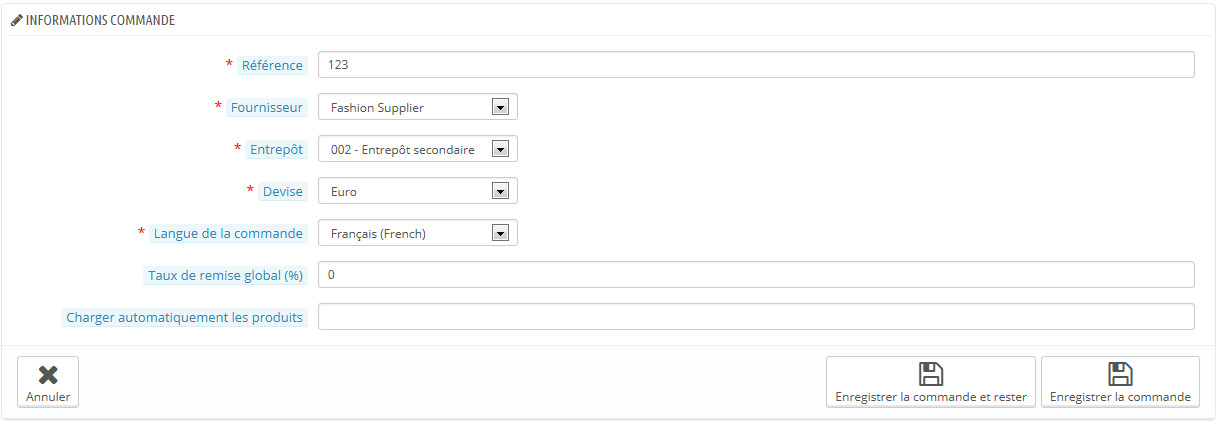 INFORMATIONS COMMANDE
* Référence 123
* Fournisseur Fashion Supplier
* Entrepôt 002 - Entrepôt secondaire
* Devise Euro
* Langue de la commande Français (French)
Taux de remise global (%) 0
Charger automatiquement les produits
Annuler Enregistrer la commande et rester Enregistrer la commande